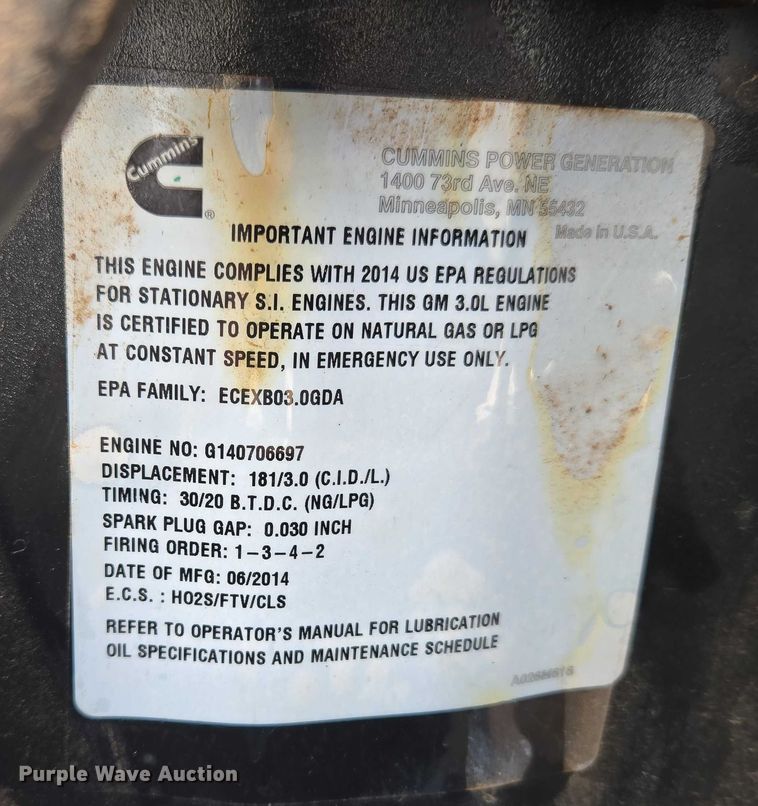 Cummins
®
CUMMINS POWER GENERATION
1400 73rd Ave. NE
Minneapolis, MN 55432
IMPORTANT ENGINE INFORMATION
Made in U.S.A.
THIS ENGINE COMPLIES WITH 2014 US EPA REGULATIONS
FOR STATIONARY S.I. ENGINES. THIS GM 3.0L ENGINE
IS CERTIFIED TO OPERATE ON NATURAL GAS OR LPG
AT CONSTANT SPEED, IN EMERGENCY USE ONLY.
EPA FAMILY: ECEXB03.0GDA
ENGINE NO: G140706697
DISPLACEMENT: 181/3.0 (C.I.D./L.)
TIMING: 30/20 B.T.D.C. (NG/LPG)
SPARK PLUG GAP: 0.030 INCH
FIRING ORDER: 1-3-4-2
DATE OF MFG: 06/2014
E.C.S. : HO2S/FTV/CLS
REFER TO OPERATOR'S MANUAL FOR LUBRICATION
OIL SPECIFICATIONS AND MAINTENANCE SCHEDULE
Purple Wave Auction